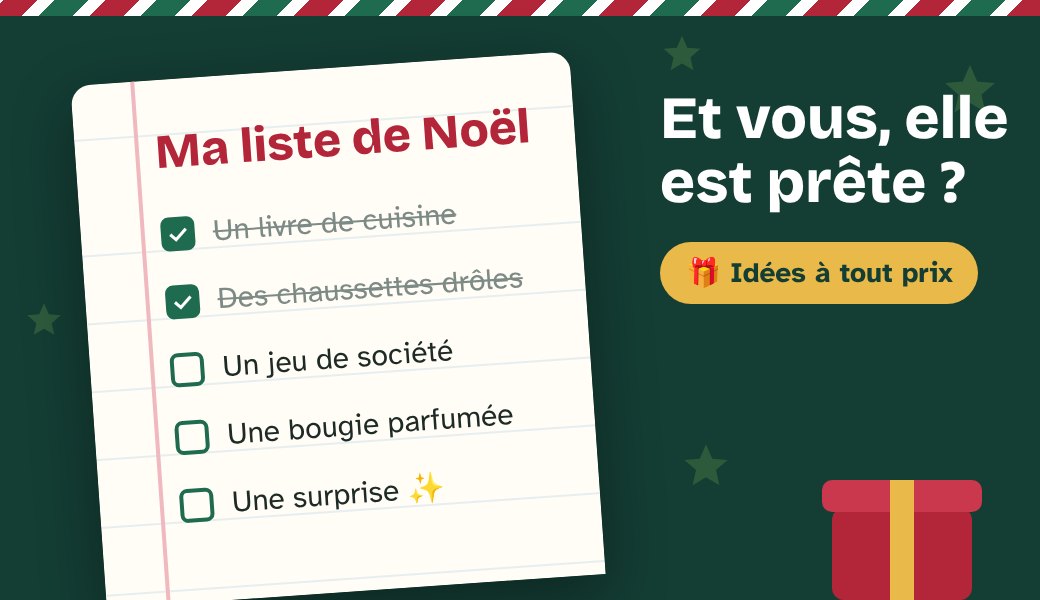 Ma liste de Noël
Un livre de cuisine
Des chaussettes drôles
Un jeu de société
Une bougie parfumée
Une surprise ✨
Et vous, elle
est prête ?
🎁 Idées à tout prix